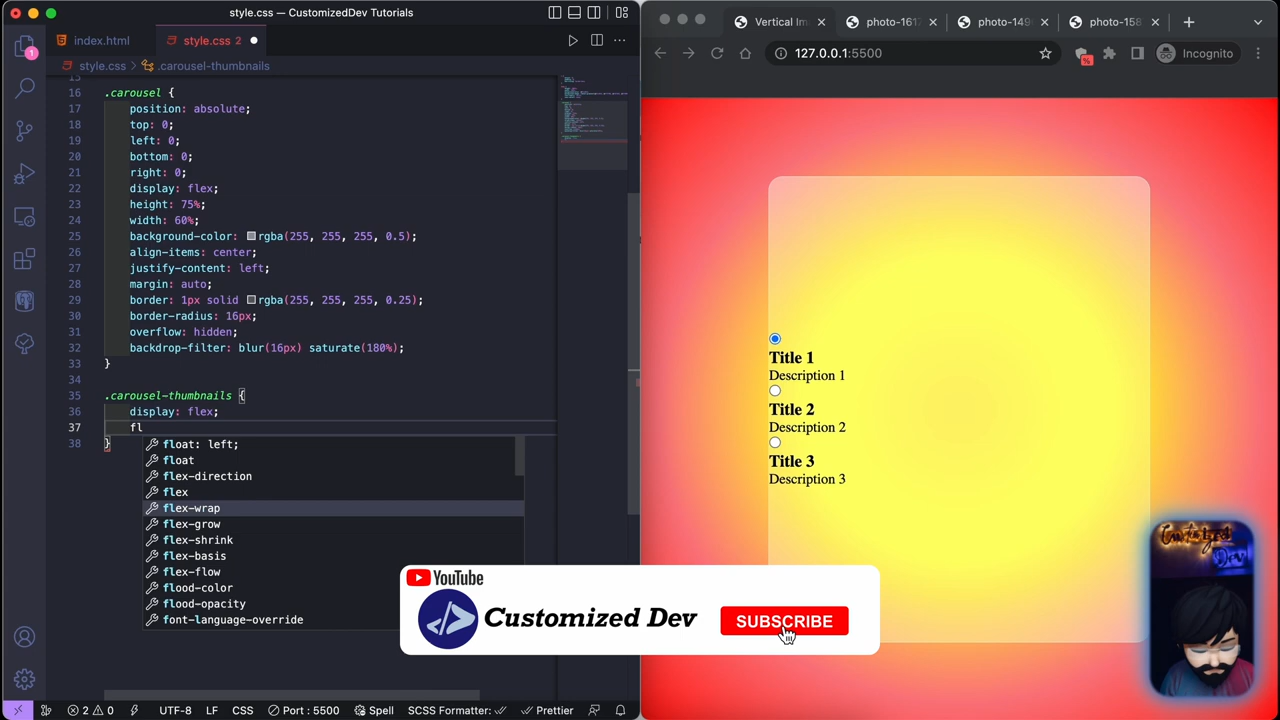 style.css — CustomizedDev Tutorials
index.html
style.css 2
style.css > .carousel-thumbnails
15
16 .carousel {
17 position: absolute;
18 top: 0;
19 left: 0;
20 bottom: 0;
21 right: 0;
22 display: flex;
23 height: 75%;
24 width: 60%;
25 background-color: rgba(255, 255, 255, 0.5);
26 align-items: center;
27 justify-content: left;
28 margin: auto;
29 border: 1px solid rgba(255, 255, 255, 0.25);
30 border-radius: 16px;
31 overflow: hidden;
32 backdrop-filter: blur(16px) saturate(180%);
33 }
34
35 .carousel-thumbnails {
36 display: flex;
37 fl
38 }
float: left;
float
flex-direction
flex
flex-wrap
flex-grow
flex-shrink
flex-basis
flex-flow
flood-color
flood-opacity
font-language-override
1
2 0
UTF-8 LF CSS Port : 5500 Spell SCSS Formatter: Prettier
Vertical Im
photo-161
photo-149
photo-158
127.0.0.1:5500
Incognito
Title 1
Description 1
Title 2
Description 2
Title 3
Description 3
YouTube
Customized Dev
SUBSCRIBE
Customized
Dev